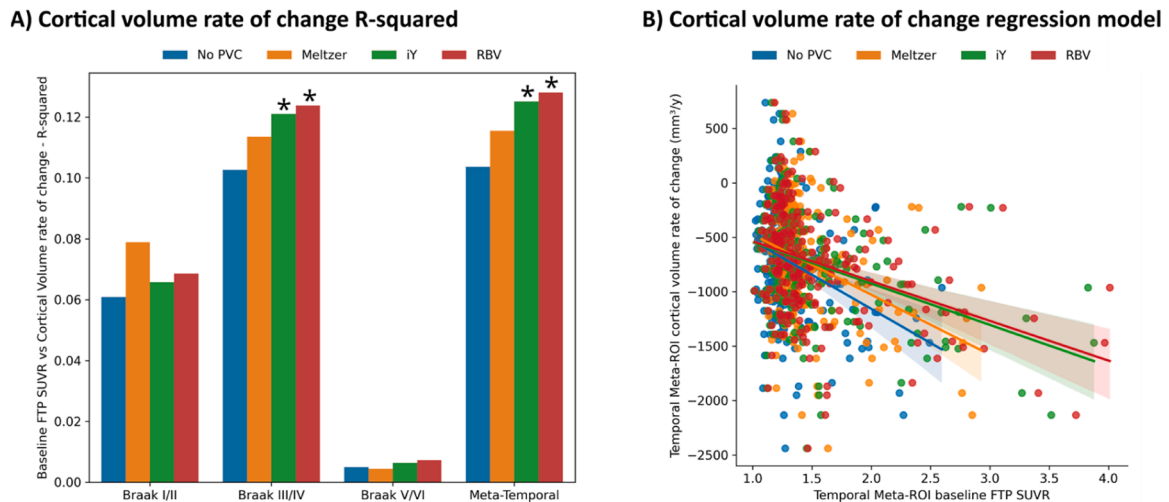 A) Cortical volume rate of change R-squared
No PVC Meltzer iY RBV
Baseline FTP SUVR vs Cortical Volume rate of change - R-squared
0.12
0.10
0.08
0.06
0.04
0.02
0.00
* * * *
Braak I/II Braak III/IV Braak V/VI Meta-Temporal
B) Cortical volume rate of change regression model
No PVC Meltzer iY RBV
Temporal Meta-ROI cortical volume rate of change (mm³/y)
500
0
−500
−1000
−1500
−2000
−2500
1.0 1.5 2.0 2.5 3.0 3.5 4.0
Temporal Meta-ROI baseline FTP SUVR